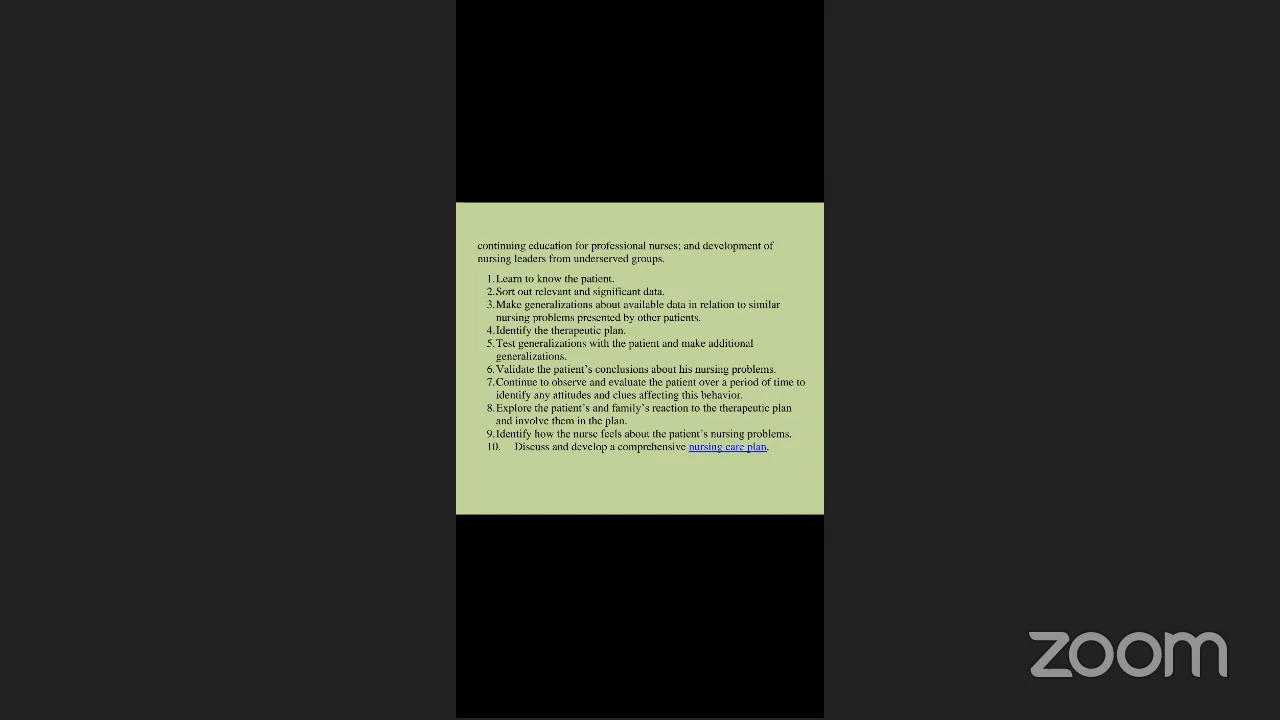 continuing education for professional nurses; and development of
nursing leaders from underserved groups.
1. Learn to know the patient.
2. Sort out relevant and significant data.
3. Make generalizations about available data in relation to similar
nursing problems presented by other patients.
4. Identify the therapeutic plan.
5. Test generalizations with the patient and make additional
generalizations.
6. Validate the patient’s conclusions about his nursing problems.
7. Continue to observe and evaluate the patient over a period of time to
identify any attitudes and clues affecting this behavior.
8. Explore the patient’s and family’s reaction to the therapeutic plan
and involve them in the plan.
9. Identify how the nurse feels about the patient’s nursing problems.
10. Discuss and develop a comprehensive nursing care plan.
zoom